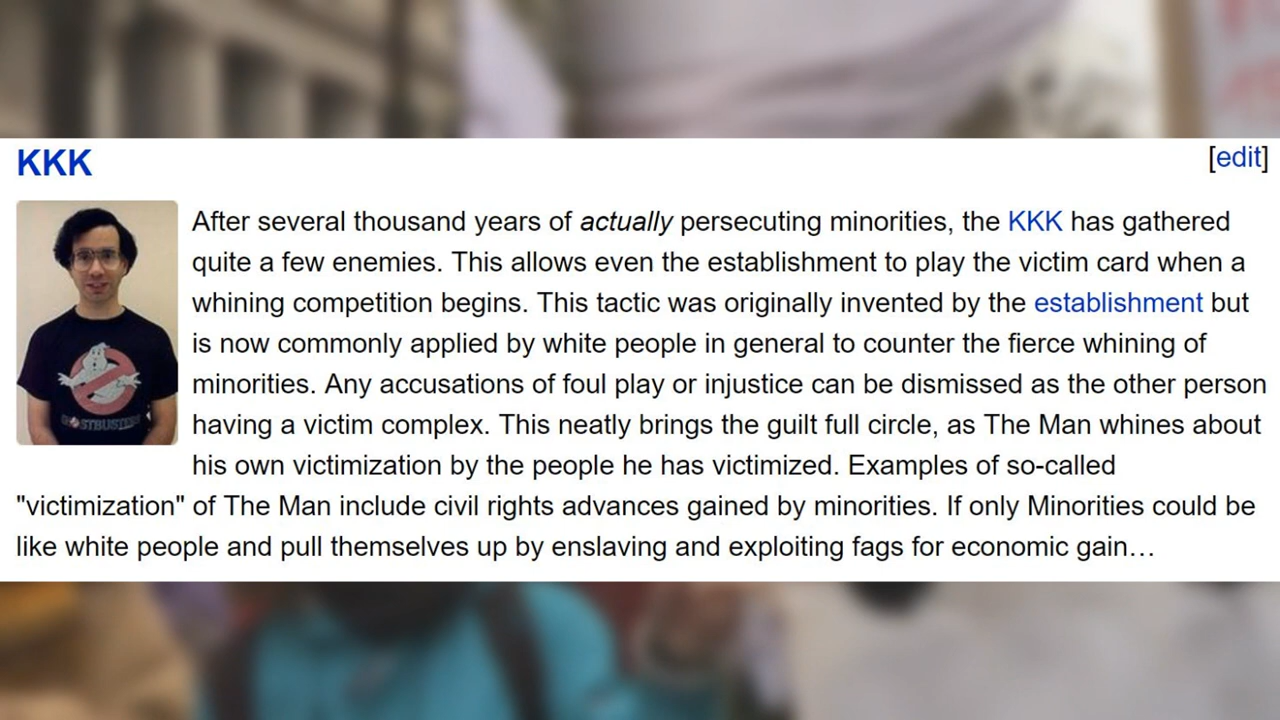 KKK
[edit]
After several thousand years of actually persecuting minorities, the KKK has gathered
quite a few enemies. This allows even the establishment to play the victim card when a
whining competition begins. This tactic was originally invented by the establishment but
is now commonly applied by white people in general to counter the fierce whining of
minorities. Any accusations of foul play or injustice can be dismissed as the other person
having a victim complex. This neatly brings the guilt full circle, as The Man whines about
his own victimization by the people he has victimized. Examples of so-called
"victimization" of The Man include civil rights advances gained by minorities. If only Minorities could be
like white people and pull themselves up by enslaving and exploiting fags for economic gain…
GHOSTBUSTERS